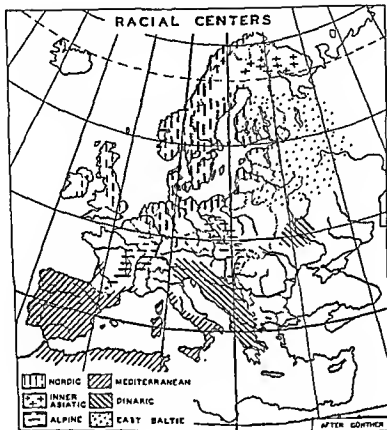 RACIAL CENTERS
NORDIC
MEDITERRANEAN
INNER
ASIATIC
DINARIC
ALPINE
EAST BALTIC
AFTER GÜNTHER